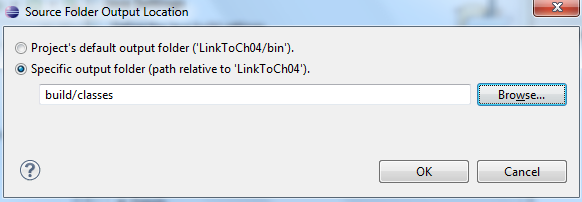 Source Folder Output Location
Project's default output folder ('LinkToCh04/bin').
Specific output folder (path relative to 'LinkToCh04').
build/classes
Browse...
?
OK
Cancel